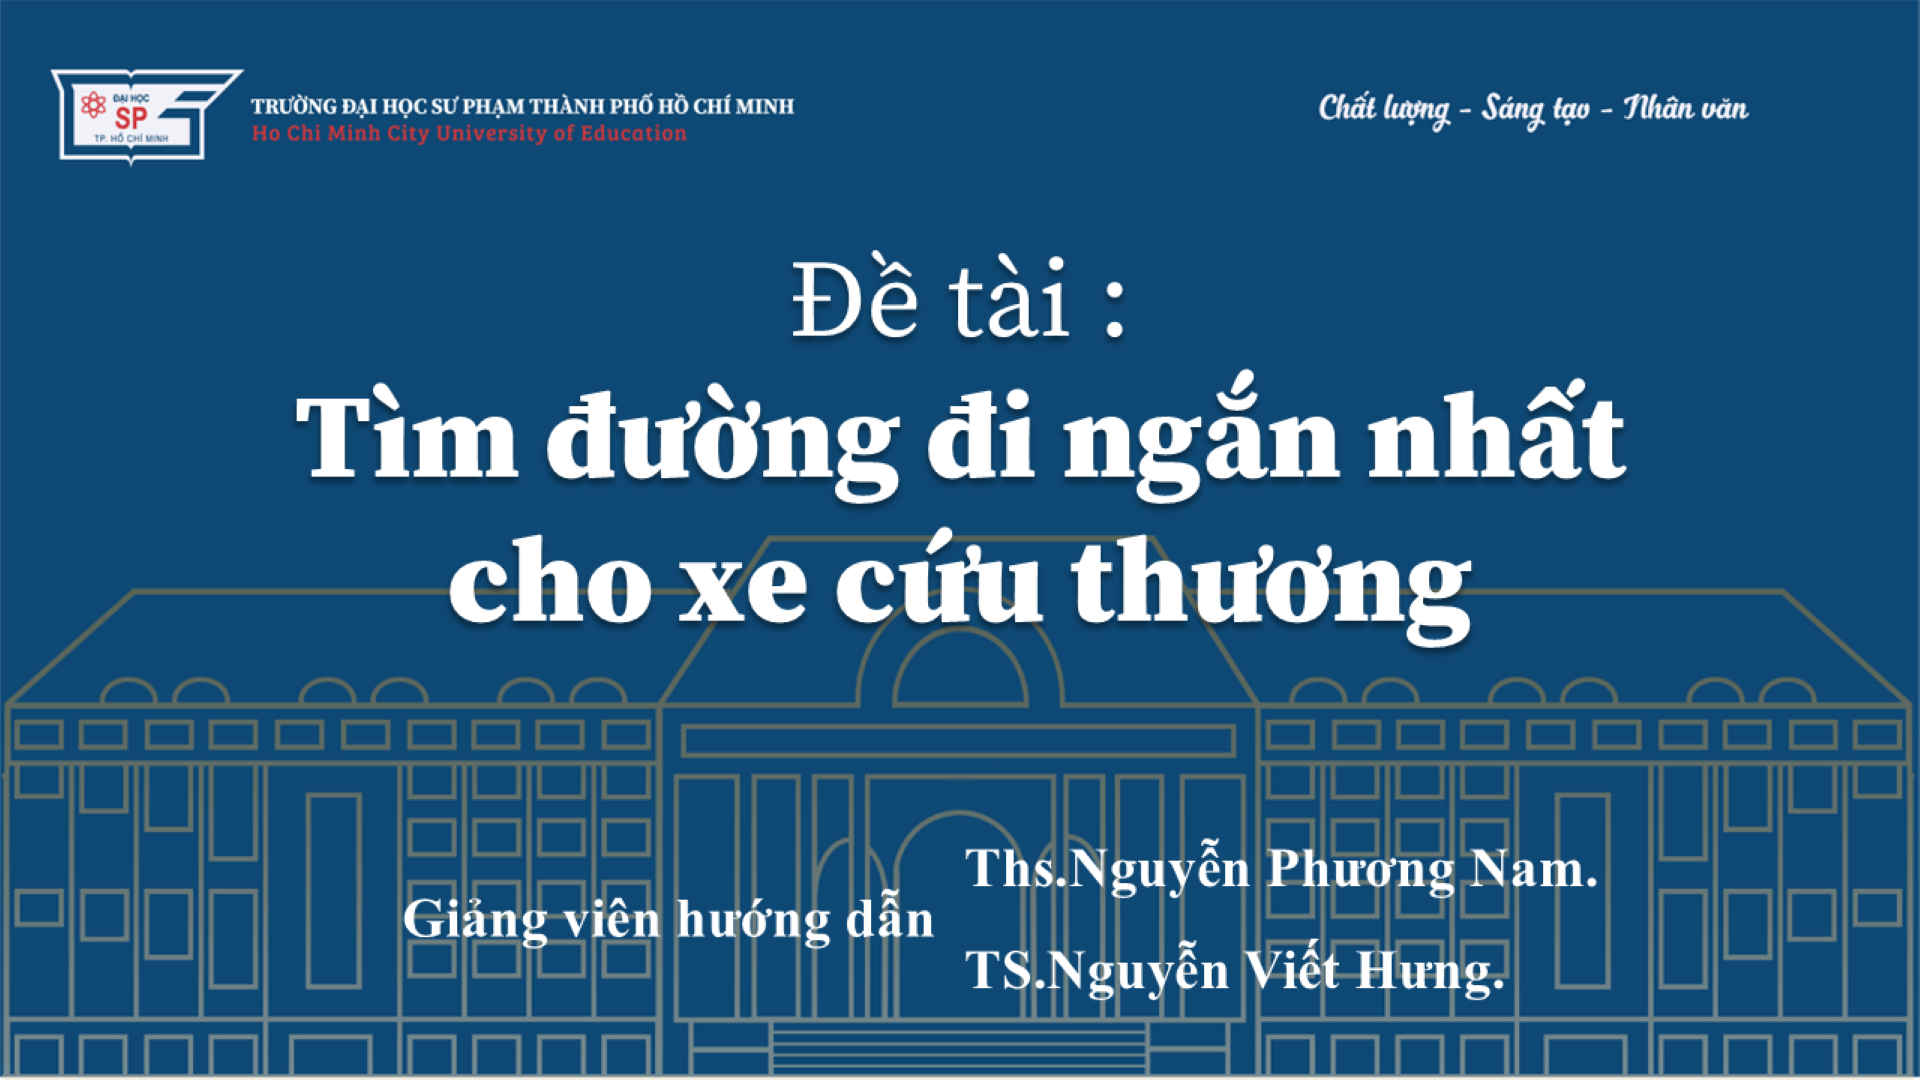 ĐẠI HỌC
SP
TP. HỒ CHÍ MINH
TRƯỜNG ĐẠI HỌC SƯ PHẠM THÀNH PHỐ HỒ CHÍ MINH
Ho Chi Minh City University of Education
Chất lượng - Sáng tạo - Nhân văn
Đề tài :
Tìm đường đi ngắn nhất
cho xe cứu thương
Giảng viên hướng dẫn
Ths.Nguyễn Phương Nam.
TS.Nguyễn Viết Hưng.